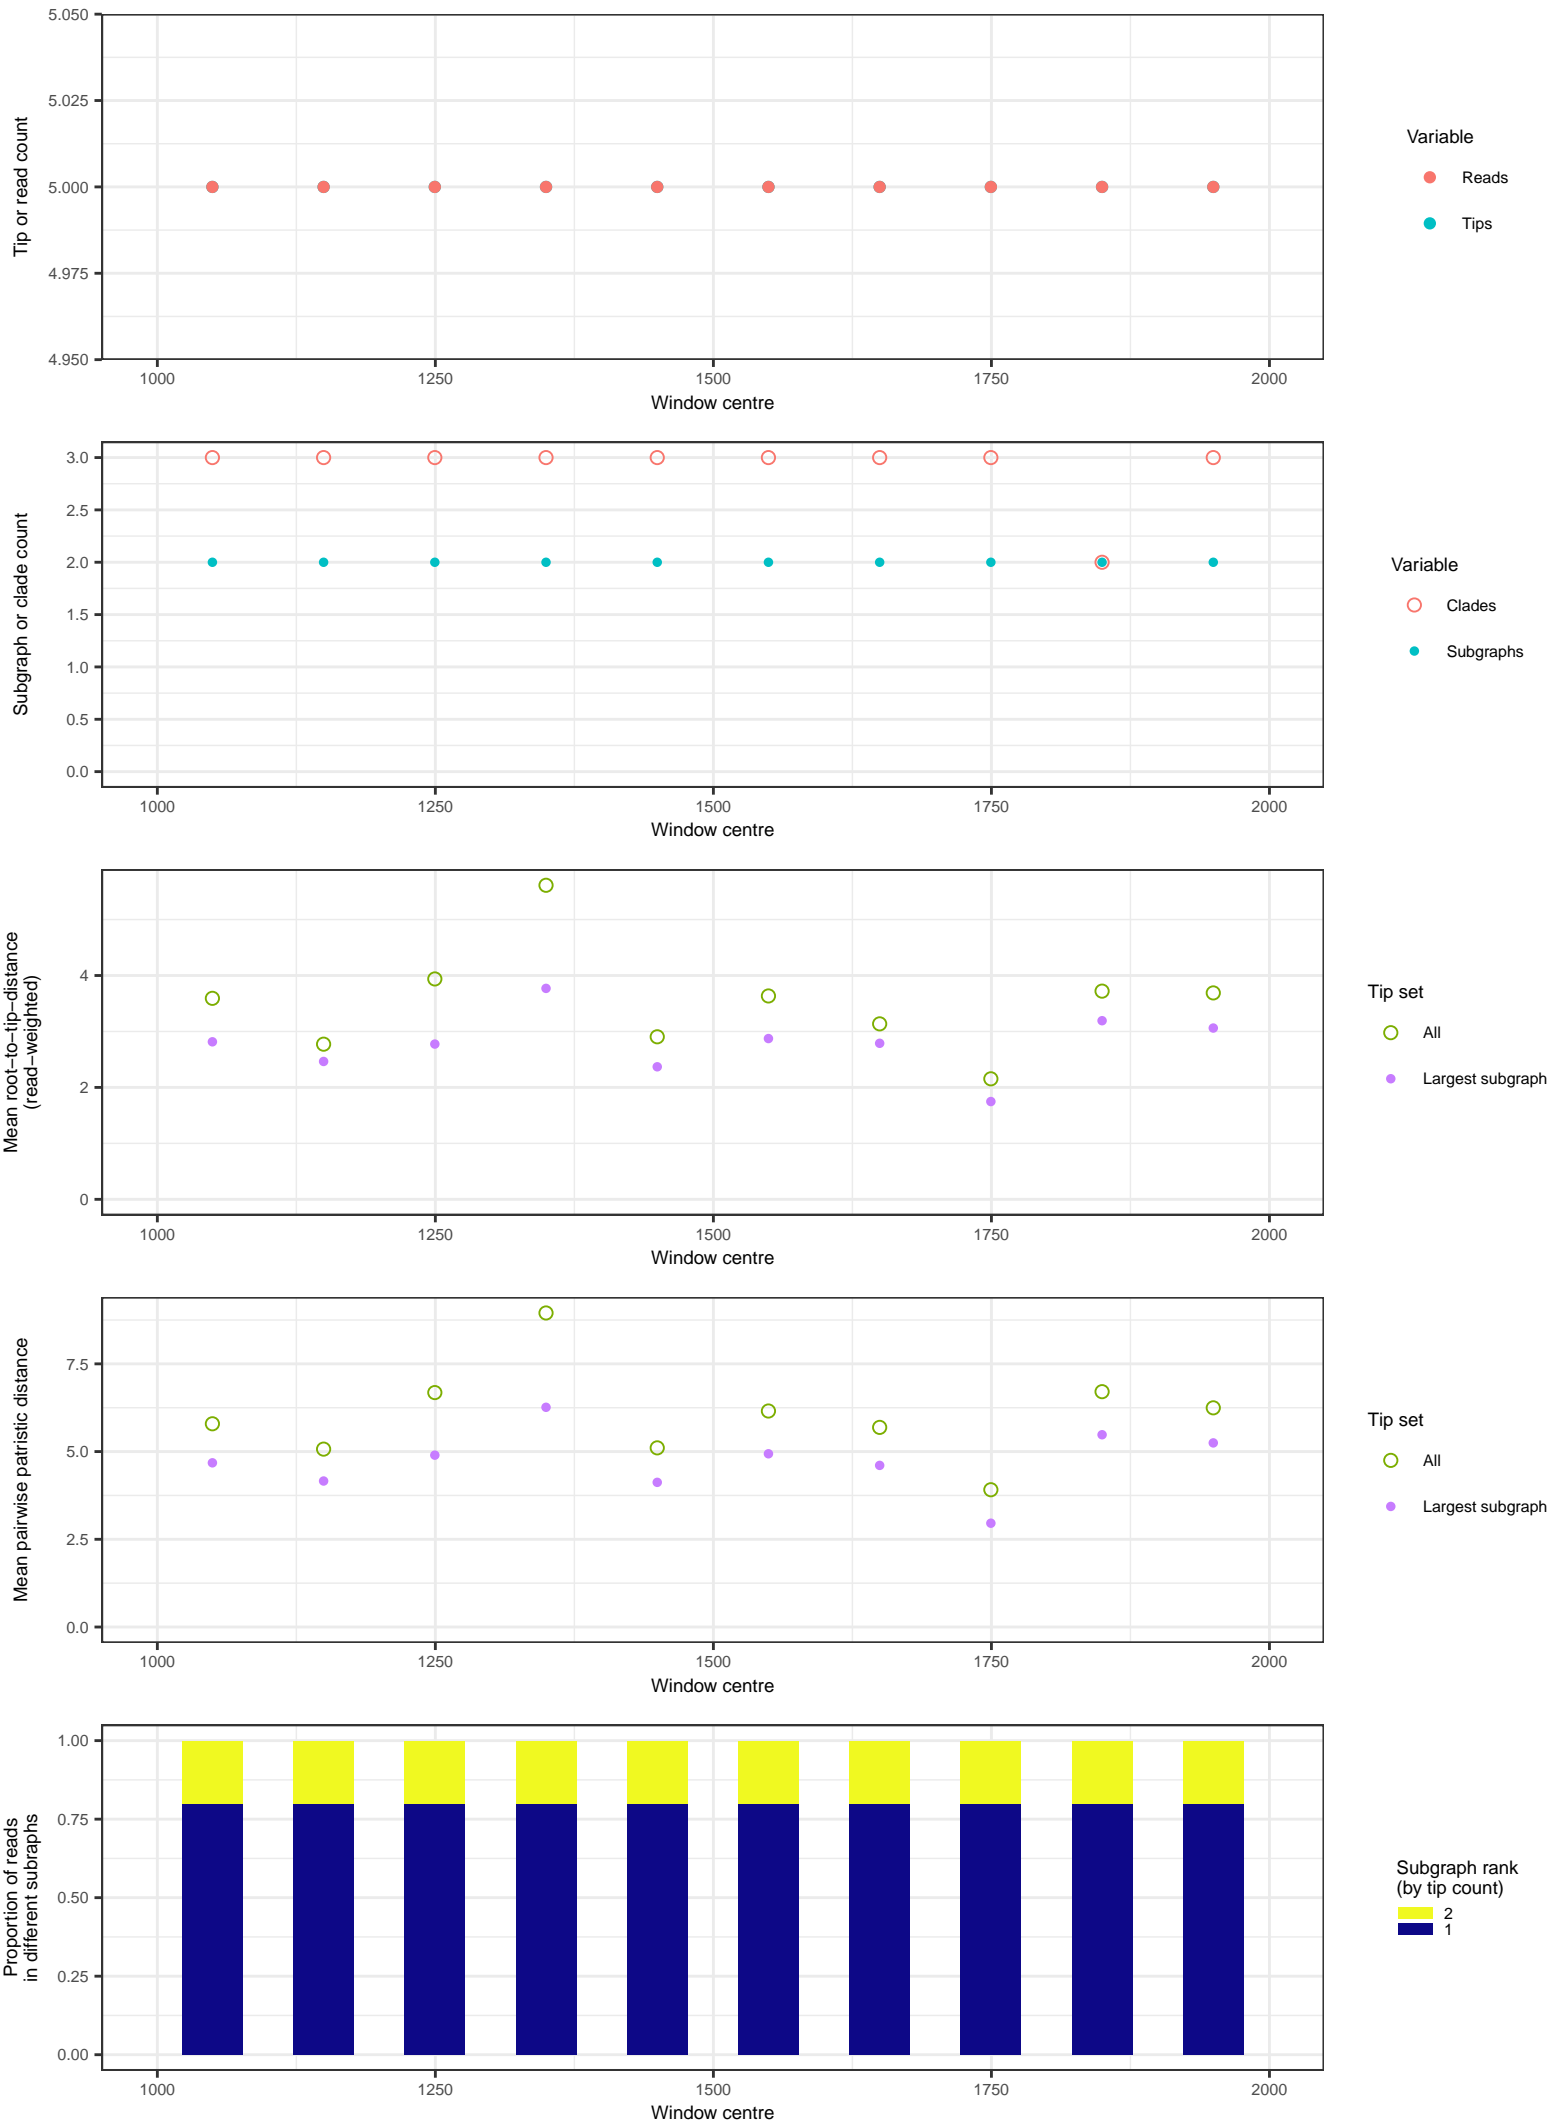 5.050
5.025
5.000
4.975
4.950
Tip or read count
1000 1250 1500 1750 2000
Window centre
Variable
Reads
Tips
3.0
2.5
2.0
1.5
1.0
0.5
0.0
Subgraph or clade count
1000 1250 1500 1750 2000
Window centre
Variable
Clades
Subgraphs
4
2
0
Mean root−to−tip−distance
(read−weighted)
1000 1250 1500 1750 2000
Window centre
Tip set
All
Largest subgraph
7.5
5.0
2.5
0.0
Mean pairwise patristic distance
1000 1250 1500 1750 2000
Window centre
Tip set
All
Largest subgraph
1.00
0.75
0.50
0.25
0.00
Proportion of reads
in different subraphs
1000 1250 1500 1750 2000
Window centre
Subgraph rank
(by tip count)
2
1